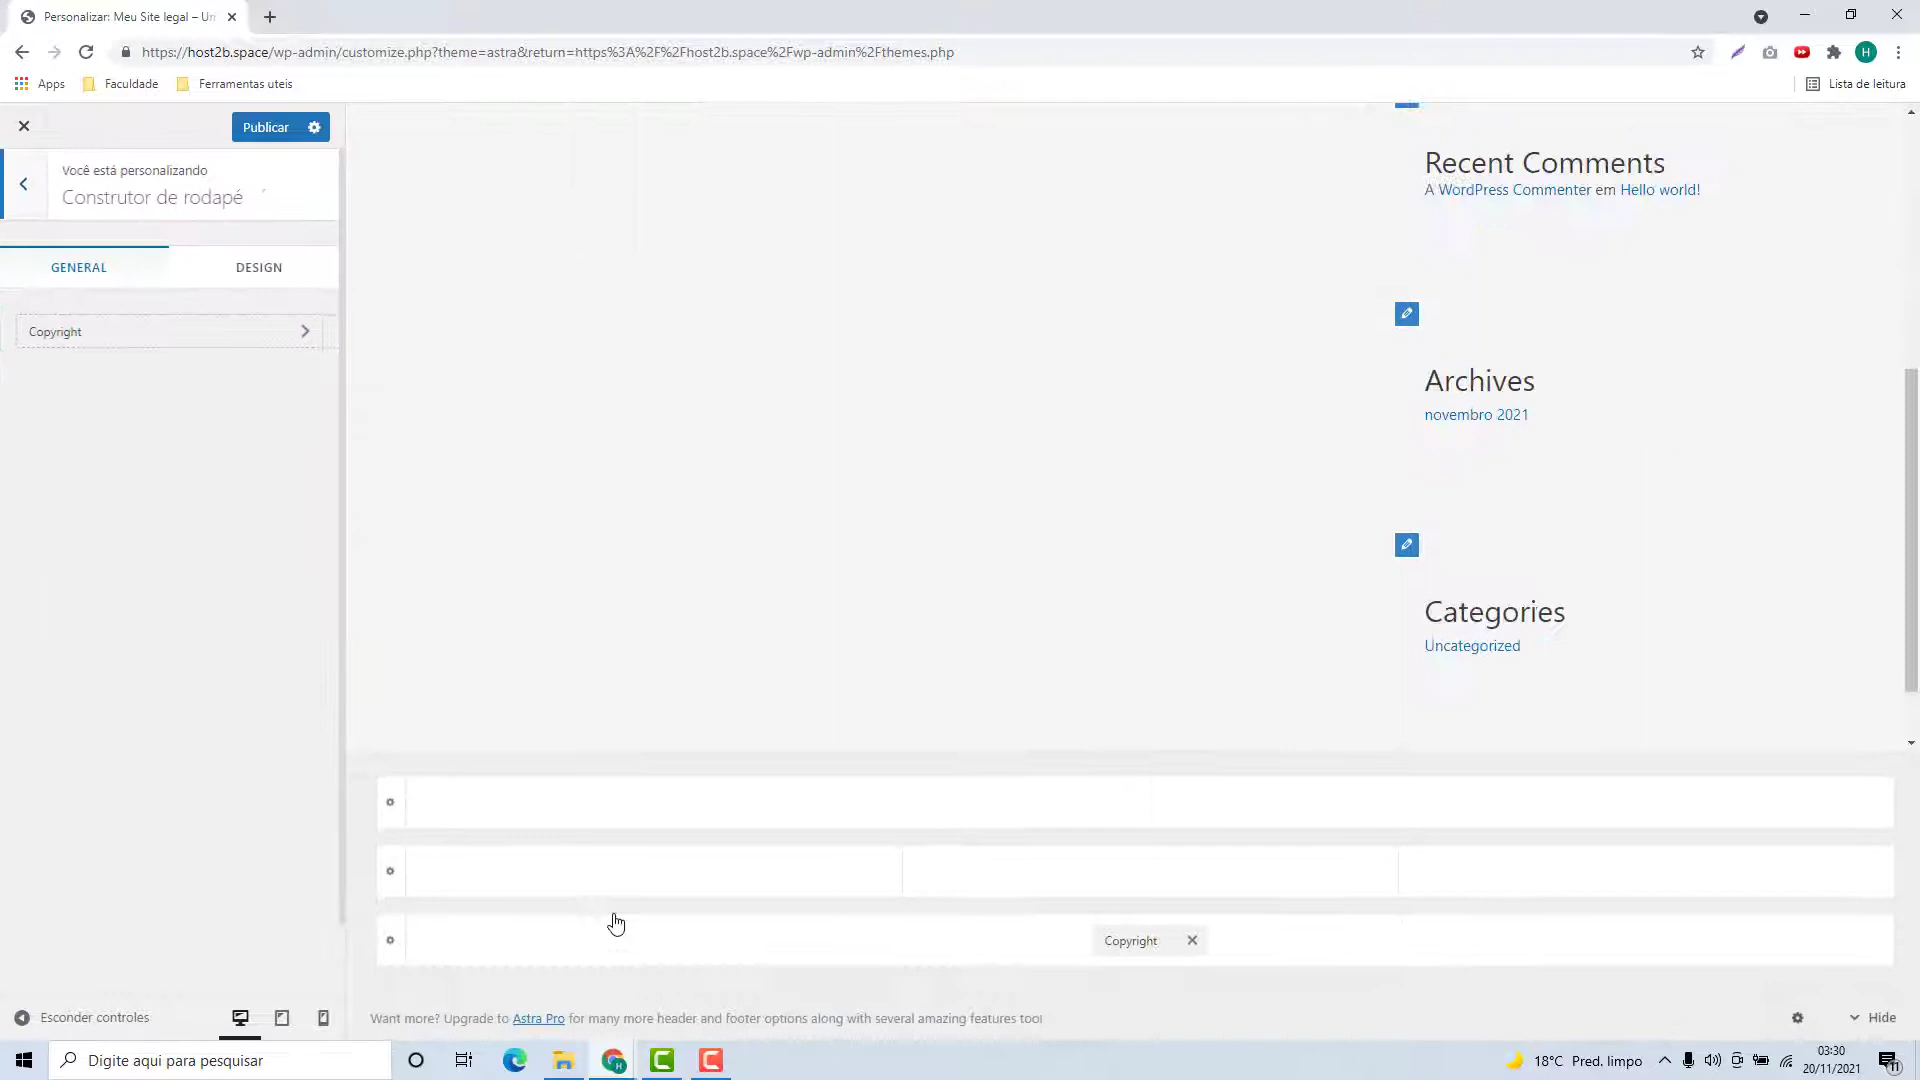 Personalizar: Meu Site legal – Un
https://host2b.space/wp-admin/customize.php?theme=astra&return=https%3A%2F%2Fhost2b.space%2Fwp-admin%2Fthemes.php
Apps
Faculdade
Ferramentas uteis
Lista de leitura
H
Publicar
Você está personalizando
Construtor de rodapé
GENERAL
DESIGN
Copyright
Recent Comments
A WordPress Commenter em Hello world!
Archives
novembro 2021
Categories
Uncategorized
Copyright
Esconder controles
Want more? Upgrade to Astra Pro for many more header and footer options along with several amazing features too!
Hide
Digite aqui para pesquisar
18°C Pred. limpo
03:30
20/11/2021
11